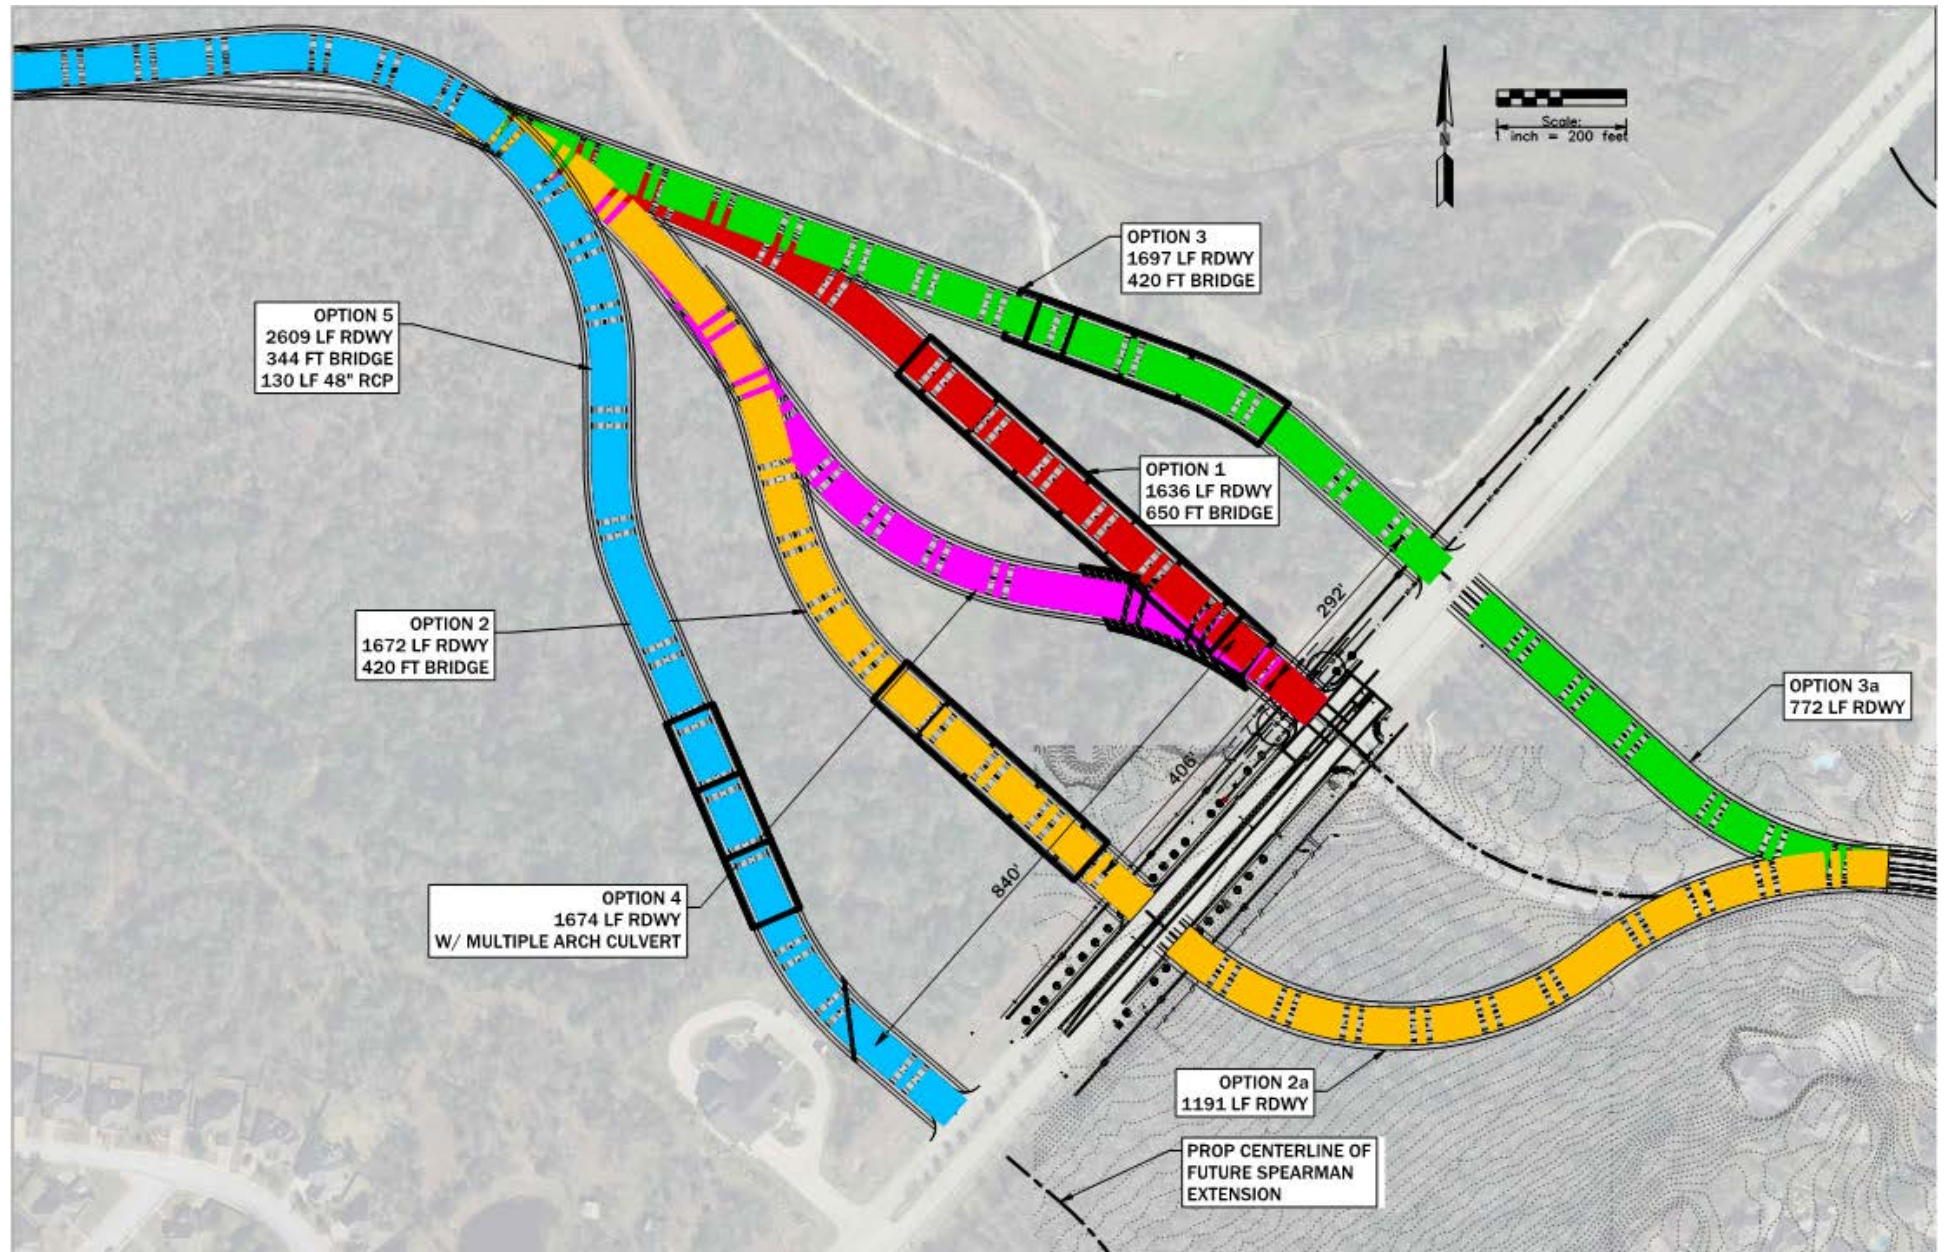 N
Scale:
1 inch = 200 feet
OPTION 3
1697 LF RDWY
420 FT BRIDGE
OPTION 5
2609 LF RDWY
344 FT BRIDGE
130 LF 48" RCP
OPTION 1
1636 LF RDWY
650 FT BRIDGE
292'
OPTION 2
1672 LF RDWY
420 FT BRIDGE
OPTION 3a
772 LF RDWY
406'
840'
OPTION 4
1674 LF RDWY
W/ MULTIPLE ARCH CULVERT
OPTION 2a
1191 LF RDWY
PROP CENTERLINE OF
FUTURE SPEARMAN
EXTENSION